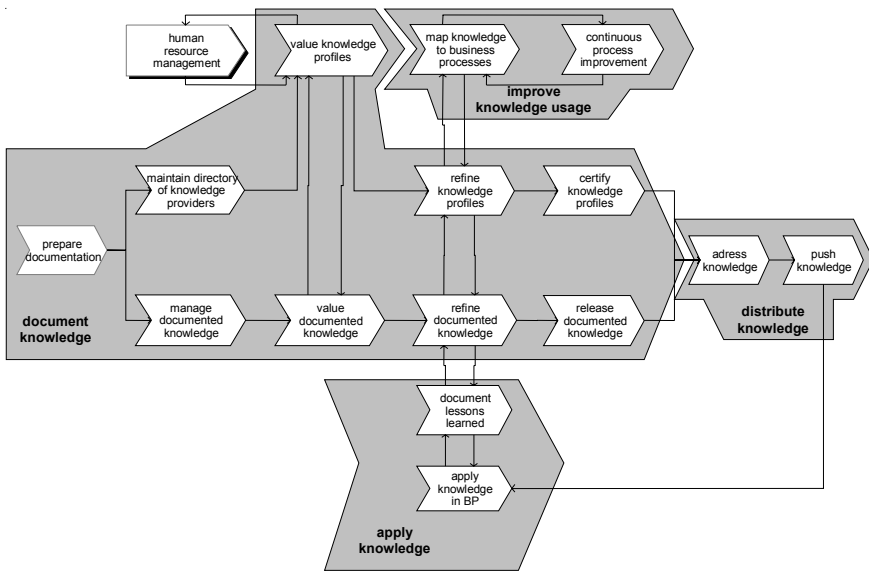 human
resource
management
value knowledge
profiles
map knowledge
to business
processes
continuous
process
improvement
improve
knowledge usage
maintain directory
of knowledge
providers
refine
knowledge
profiles
certify
knowledge
profiles
prepare
documentation
adress
knowledge
push
knowledge
manage
documented
knowledge
value
documented
knowledge
refine
documented
knowledge
release
documented
knowledge
document
knowledge
distribute
knowledge
document
lessons
learned
apply
knowledge
in BP
apply
knowledge